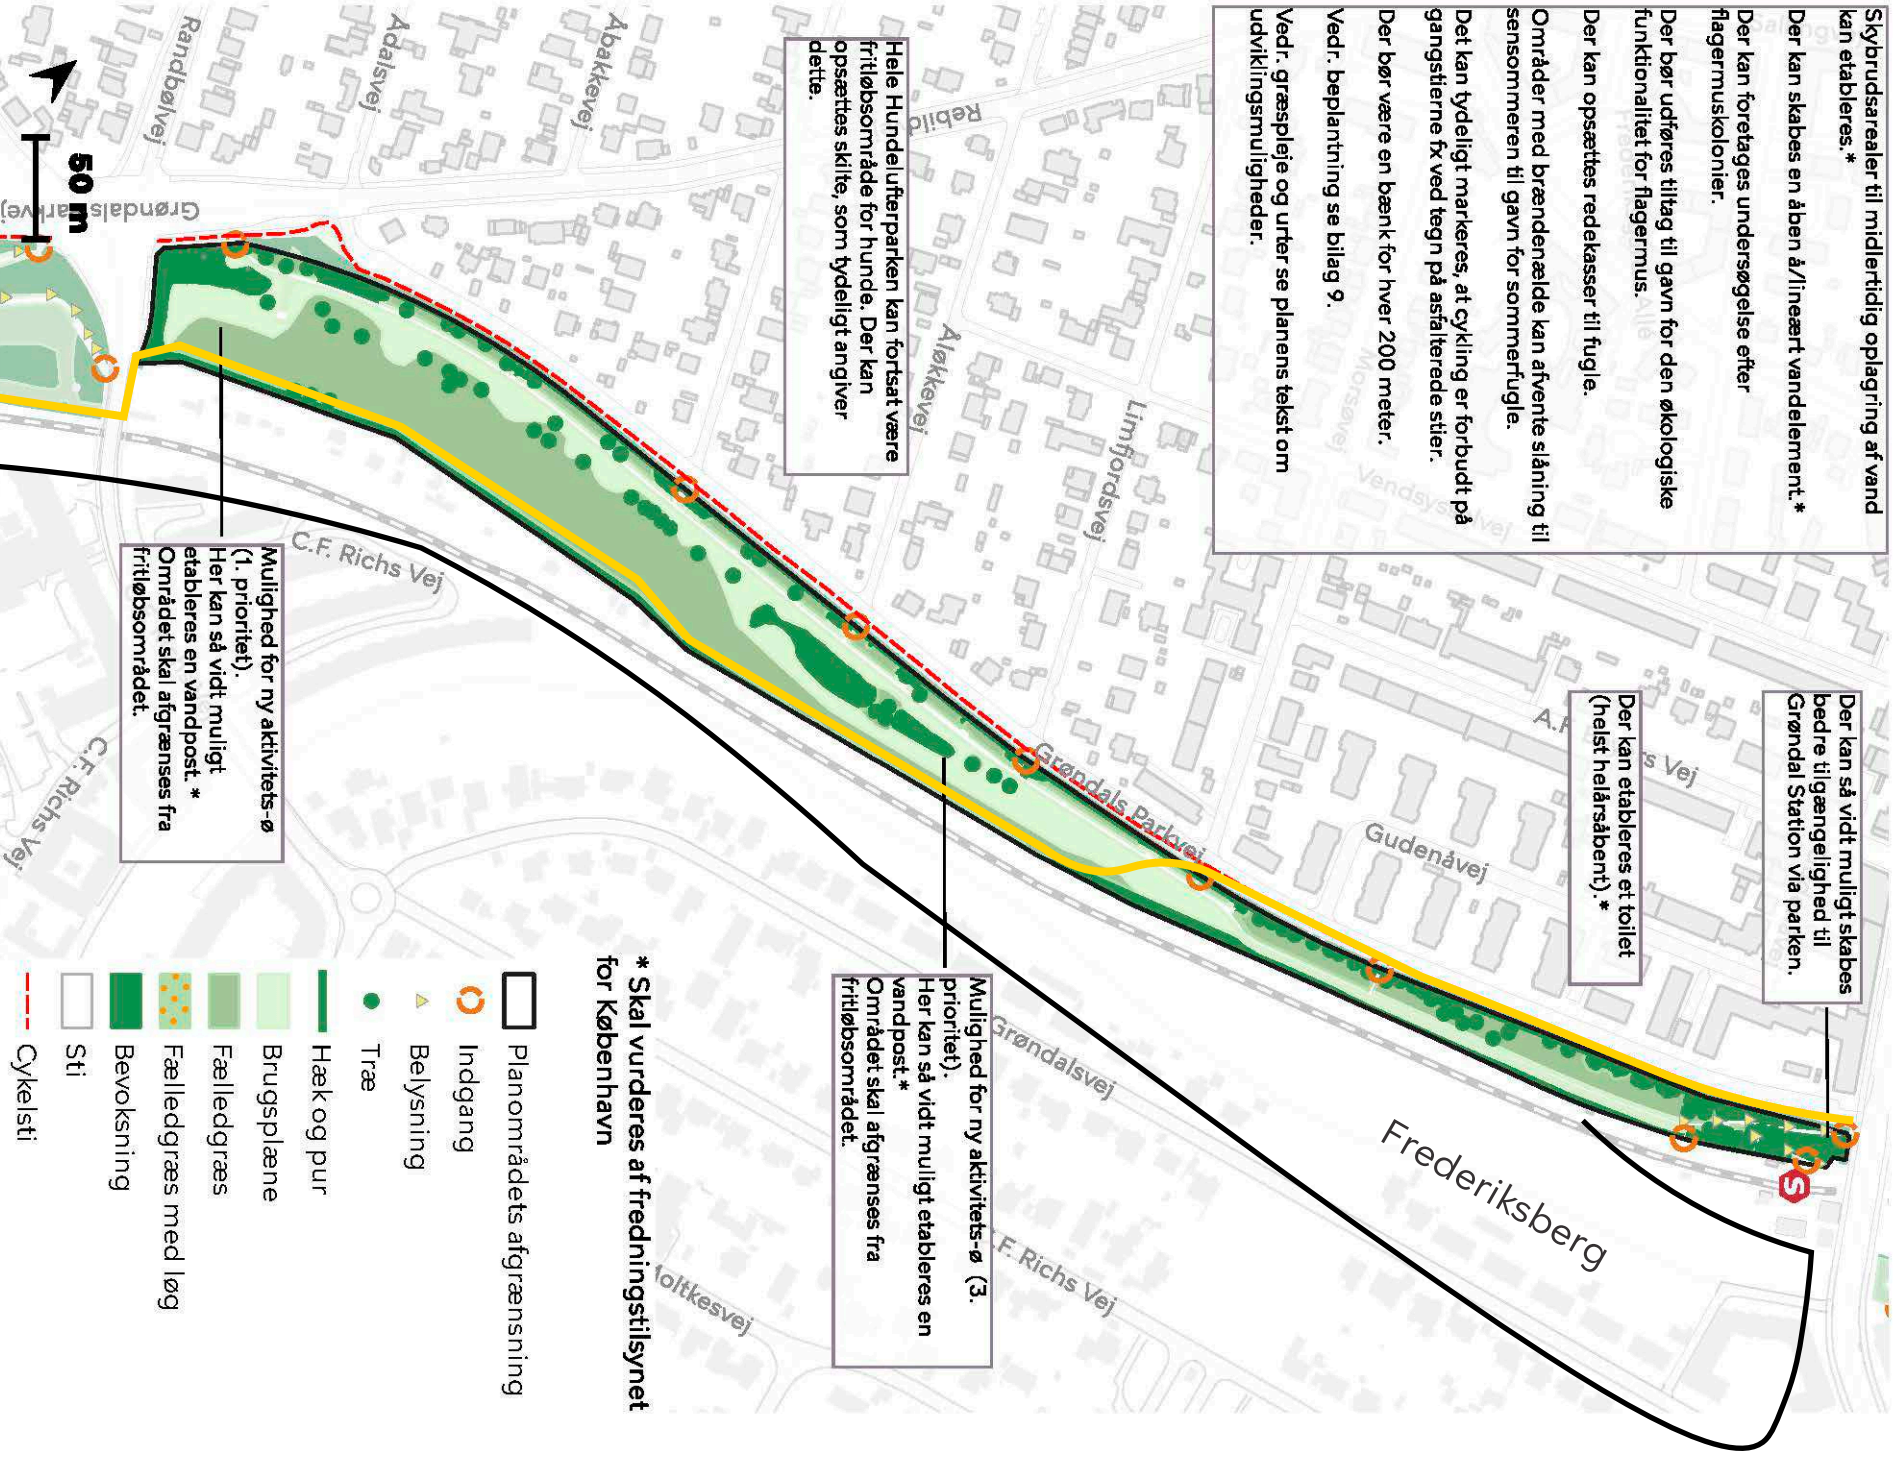 Skybrudsarealer til midlertidig oplagring af vand
kan etableres.*
Der kan skabes en åben å/lineært vandelement.*
Der kan foretages undersøgelse efter
flagermuskolonier.
Der bør udføres tiltag til gavn for den økologiske
funktionalitet for flagermus.
Der kan opsættes redekasser til fugle.
Områder med brændenælde kan afvente slåning til
sensommeren til gavn for sommerfugle.
Det kan tydeligt markeres, at cykling er forbudt på
gangstierne fx ved tegn på asfalterede stier.
Der bør være en bænk for hver 200 meter.
Vedr. beplantning se bilag 9.
Vedr. græspleje og urter se planens tekst om
udviklingsmuligheder.
Der kan så vidt muligt skabes
bedre tilgængelighed til
Grøndal Station via parken.
Der kan etableres et toilet
(helst helårsåbent).*
Hele Hundelufterparken kan fortsat være
fritløbsområde for hunde. Der kan
opsættes skilte, som tydeligt angiver
dette.
Mulighed for ny aktivitets-ø (3.
prioritet).
Her kan så vidt muligt etableres en
vandpost.*
Området skal afgrænses fra
fritløbsområdet.
Mulighed for ny aktivitets-ø
(1. prioritet).
Her kan så vidt muligt
etableres en vandpost.*
Området skal afgrænses fra
fritløbsområdet.
* Skal vurderes af fredningstilsynet
for København
Planområdets afgrænsning
Indgang
Belysning
Træ
Hæk og pur
Brugsplæne
Fælledgræs
Fælledgræs med løg
Bevoksning
Sti
Cykelsti
50 m
Randbølvej
Ådalsvej
Åbakkevej
Rebild
Åløkkevej
Limfjordsvej
Grøndals Parkvej
Gudenåvej
Grøndals Parkvej
C.F. Richs Vej
C.F. Richs Vej
Grøndalsvej
F. Richs Vej
Moltkesvej
Frederiksberg
S